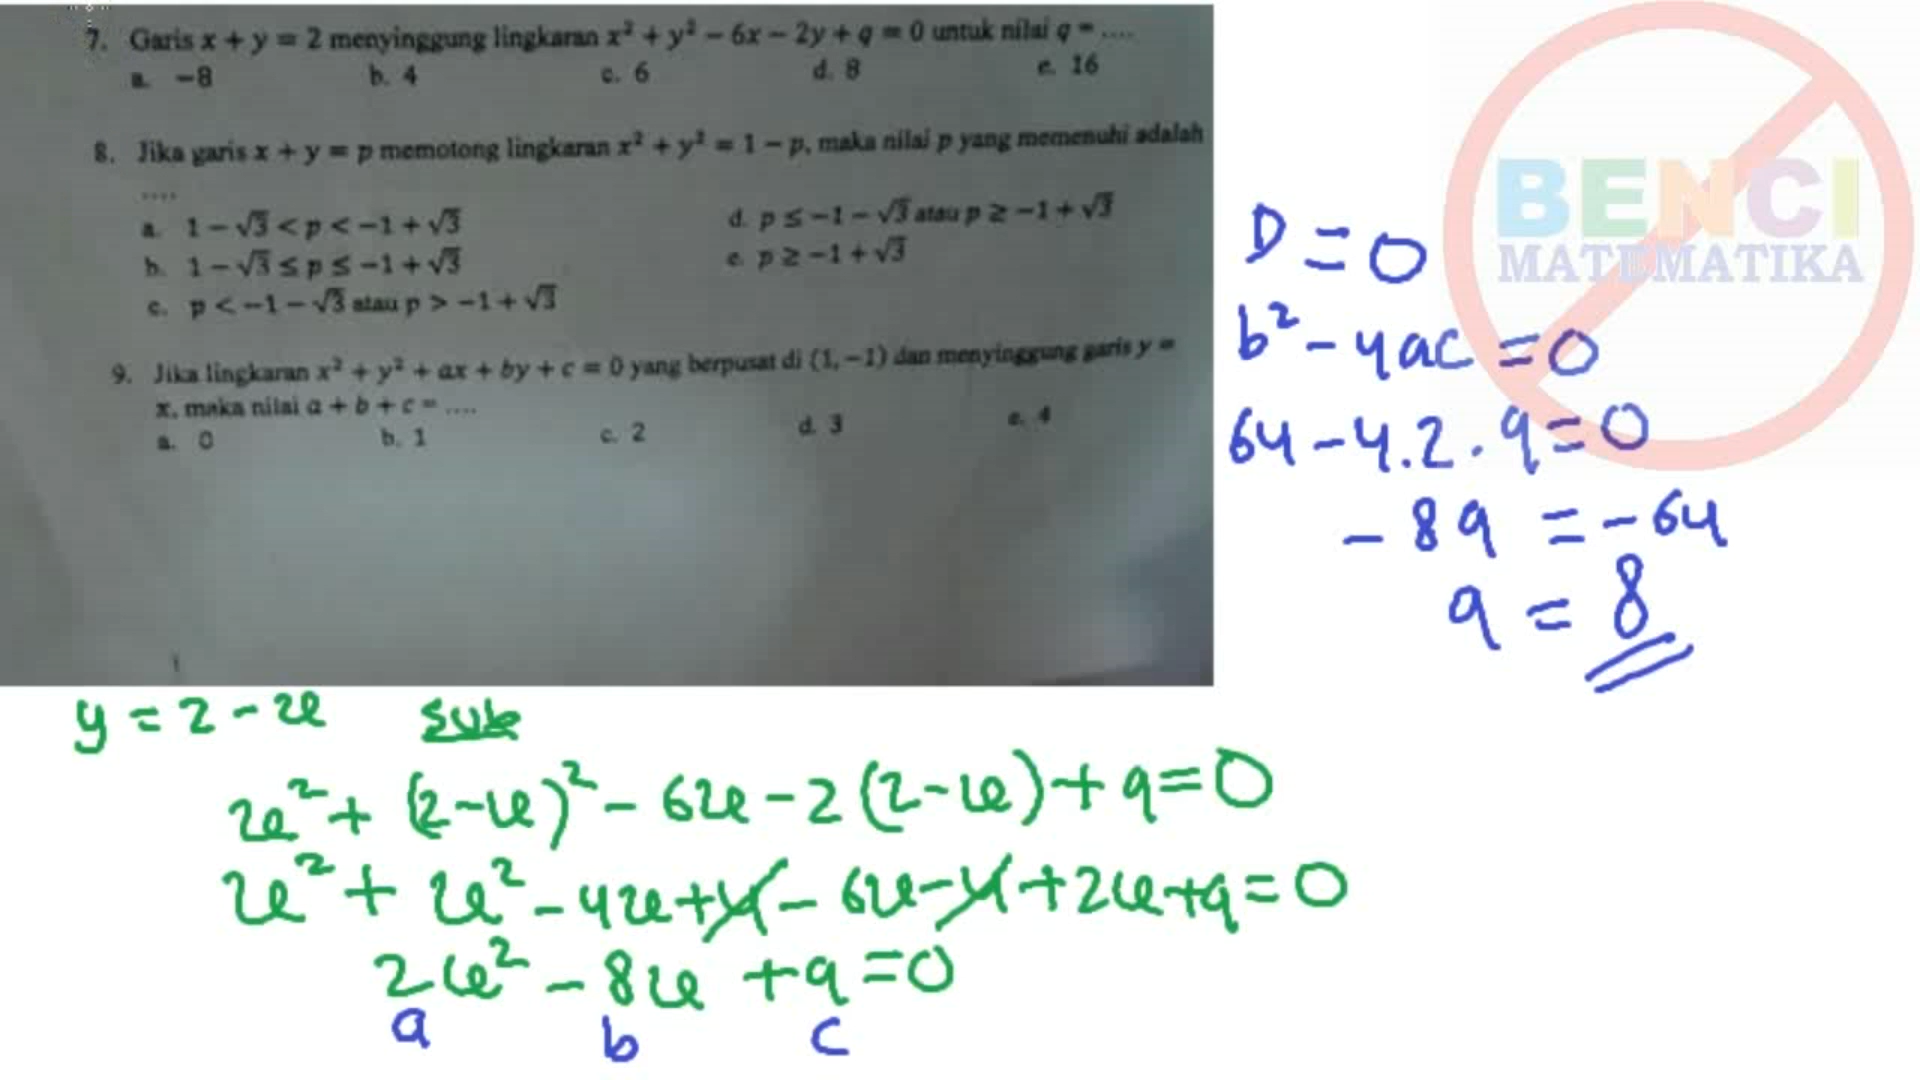 7. Garis x + y = 2 menyinggung lingkaran x² + y² − 6x − 2y + q = 0 untuk nilai q = ....
a. −8 b. 4 c. 6 d. 8 e. 16
8. Jika garis x + y = p memotong lingkaran x² + y² = 1 − p, maka nilai p yang memenuhi adalah
....
a. 1 − √3 < p < −1 + √3 d. p ≤ −1 − √3 atau p ≥ −1 + √3
b. 1 − √3 ≤ p ≤ −1 + √3 e. p ≥ −1 + √3
c. p < −1 − √3 atau p > −1 + √3
9. Jika lingkaran x² + y² + ax + by + c = 0 yang berpusat di (1, −1) dan menyinggung garis y =
x, maka nilai a + b + c = ....
a. 0 b. 1 c. 2 d. 3 e. 4
BENCI
MATEMATIKA
D = 0
b² − 4ac = 0
64 − 4.2.q = 0
−8q = −64
q = 8
y = 2 − x sub
x² + (2−x)² − 6x − 2(2−x) + q = 0
x² + x² − 4x + 4 − 6x − 4 + 2x + q = 0
2x² − 8x + q = 0
a b c